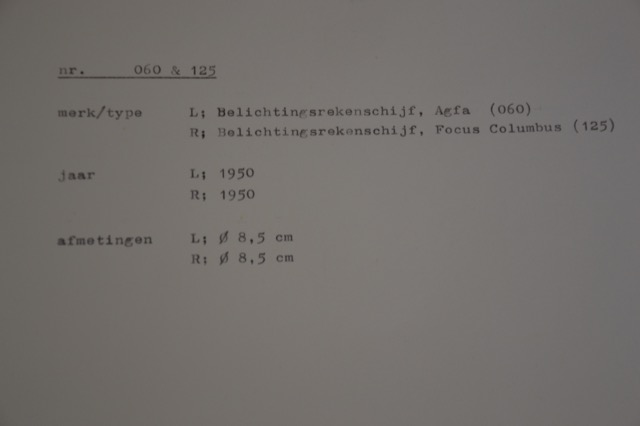 nr. 060 & 125
merk/type L; Belichtingsrekenschijf, Agfa (060)
R; Belichtingsrekenschijf, Focus Columbus (125)
jaar L; 1950
R; 1950
afmetingen L; Ø 8,5 cm
R; Ø 8,5 cm